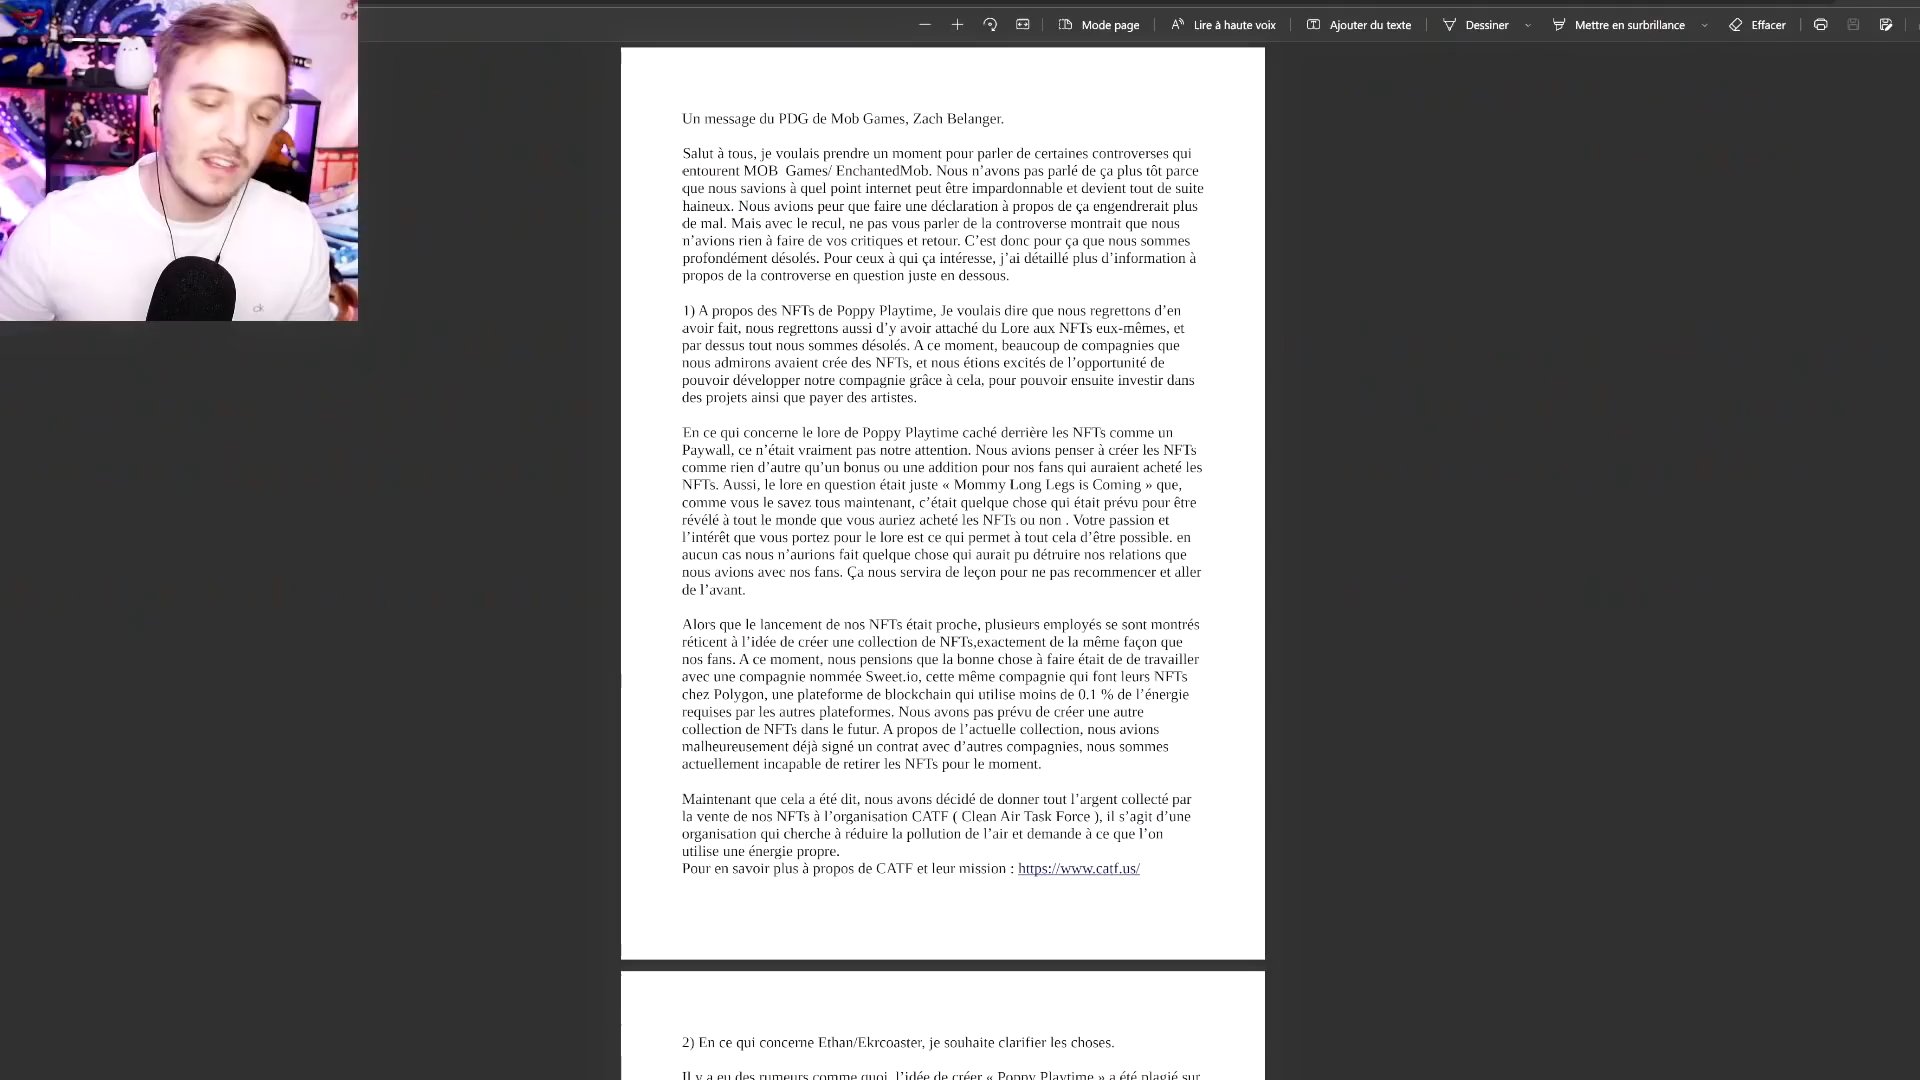 Mode page
Lire à haute voix
Ajouter du texte
Dessiner
Mettre en surbrillance
Effacer
Un message du PDG de Mob Games, Zach Belanger.
Salut à tous, je voulais prendre un moment pour parler de certaines controverses qui
entourent MOB  Games/ EnchantedMob. Nous n’avons pas parlé de ça plus tôt parce
que nous savions à quel point internet peut être impardonnable et devient tout de suite
haineux. Nous avions peur que faire une déclaration à propos de ça engendrerait plus
de mal. Mais avec le recul, ne pas vous parler de la controverse montrait que nous
n’avions rien à faire de vos critiques et retour. C’est donc pour ça que nous sommes
profondément désolés. Pour ceux à qui ça intéresse, j’ai détaillé plus d’information à
propos de la controverse en question juste en dessous.
1) A propos des NFTs de Poppy Playtime, Je voulais dire que nous regrettons d’en
avoir fait, nous regrettons aussi d’y avoir attaché du Lore aux NFTs eux-mêmes, et
par dessus tout nous sommes désolés. A ce moment, beaucoup de compagnies que
nous admirons avaient crée des NFTs, et nous étions excités de l’opportunité de
pouvoir développer notre compagnie grâce à cela, pour pouvoir ensuite investir dans
des projets ainsi que payer des artistes.
En ce qui concerne le lore de Poppy Playtime caché derrière les NFTs comme un
Paywall, ce n’était vraiment pas notre attention. Nous avions penser à créer les NFTs
comme rien d’autre qu’un bonus ou une addition pour nos fans qui auraient acheté les
NFTs. Aussi, le lore en question était juste « Mommy Long Legs is Coming » que,
comme vous le savez tous maintenant, c’était quelque chose qui était prévu pour être
révélé à tout le monde que vous auriez acheté les NFTs ou non . Votre passion et
l’intérêt que vous portez pour le lore est ce qui permet à tout cela d’être possible. en
aucun cas nous n’aurions fait quelque chose qui aurait pu détruire nos relations que
nous avions avec nos fans. Ça nous servira de leçon pour ne pas recommencer et aller
de l’avant.
Alors que le lancement de nos NFTs était proche, plusieurs employés se sont montrés
réticent à l’idée de créer une collection de NFTs,exactement de la même façon que
nos fans. A ce moment, nous pensions que la bonne chose à faire était de de travailler
avec une compagnie nommée Sweet.io, cette même compagnie qui font leurs NFTs
chez Polygon, une plateforme de blockchain qui utilise moins de 0.1 % de l’énergie
requises par les autres plateformes. Nous avons pas prévu de créer une autre
collection de NFTs dans le futur. A propos de l’actuelle collection, nous avions
malheureusement déjà signé un contrat avec d’autres compagnies, nous sommes
actuellement incapable de retirer les NFTs pour le moment.
Maintenant que cela a été dit, nous avons décidé de donner tout l’argent collecté par
la vente de nos NFTs à l’organisation CATF ( Clean Air Task Force ), il s’agit d’une
organisation qui cherche à réduire la pollution de l’air et demande à ce que l’on
utilise une énergie propre.
Pour en savoir plus à propos de CATF et leur mission : https://www.catf.us/
2) En ce qui concerne Ethan/Ekrcoaster, je souhaite clarifier les choses.
Il y a eu des rumeurs comme quoi, l’idée de créer « Poppy Playtime » a été plagié sur
ck